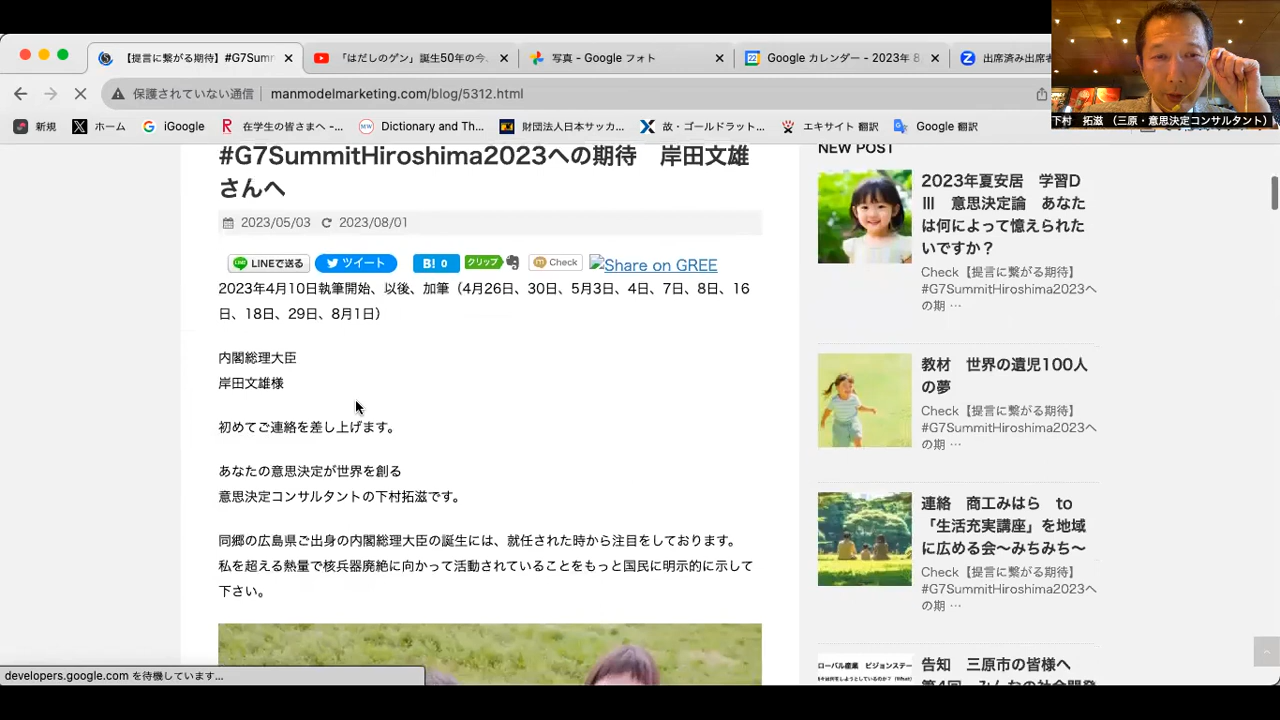 【提言に繋がる期待】#G7Summ
「はだしのゲン」誕生50年の今、
写真 - Google フォト
Google カレンダー - 2023年 8
出席済み出席者
保護されていない通信
manmodelmarketing.com/blog/5312.html
下村 拓滋 （三原・意思決定コンサルタント）
新規
ホーム
iGoogle
在学生の皆さまへ -...
Dictionary and Th...
財団法人日本サッカ...
故・ゴールドラット...
エキサイト 翻訳
Google 翻訳
#G7SummitHiroshima2023への期待 岸田文雄
さんへ
2023/05/03 2023/08/01
LINEで送る
ツイート
B! 0
クリップ
Check
Share on GREE
2023年4月10日執筆開始、以後、加筆（4月26日、30日、5月3日、4日、7日、8日、16
日、18日、29日、8月1日）
内閣総理大臣
岸田文雄様
初めてご連絡を差し上げます。
あなたの意思決定が世界を創る
意思決定コンサルタントの下村拓滋です。
同郷の広島県ご出身の内閣総理大臣の誕生には、就任された時から注目をしております。
私を超える熱量で核兵器廃絶に向かって活動されていることをもっと国民に明示的に示して
下さい。
NEW POST
2023年夏安居 学習D
Ⅲ 意思決定論 あなた
は何によって憶えられた
いですか？
Check【提言に繋がる期待】
#G7SummitHiroshima2023へ
の期 …
教材 世界の遺児100人
の夢
Check【提言に繋がる期待】
#G7SummitHiroshima2023へ
の期 …
連絡 商工みはら to
「生活充実講座」を地域
に広める会〜みちみち〜
Check【提言に繋がる期待】
#G7SummitHiroshima2023へ
の期 …
告知 三原市の皆様へ
developers.google.com を待機しています...